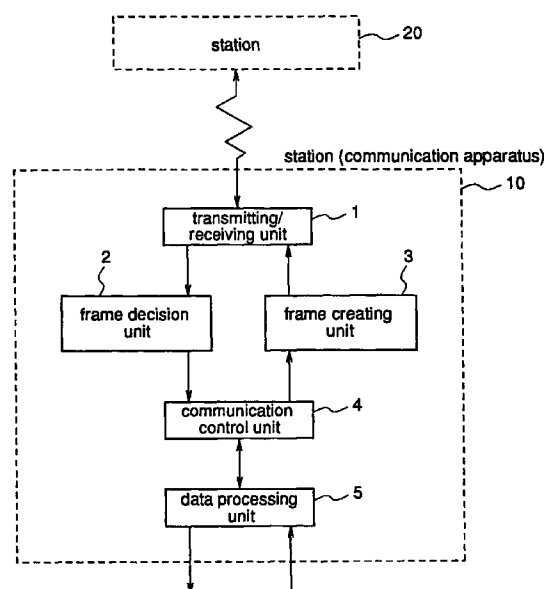 station
20
station (communication apparatus)
10
transmitting/
receiving unit
1
2
frame decision
unit
3
frame creating
unit
communication
control unit
4
data processing
unit
5